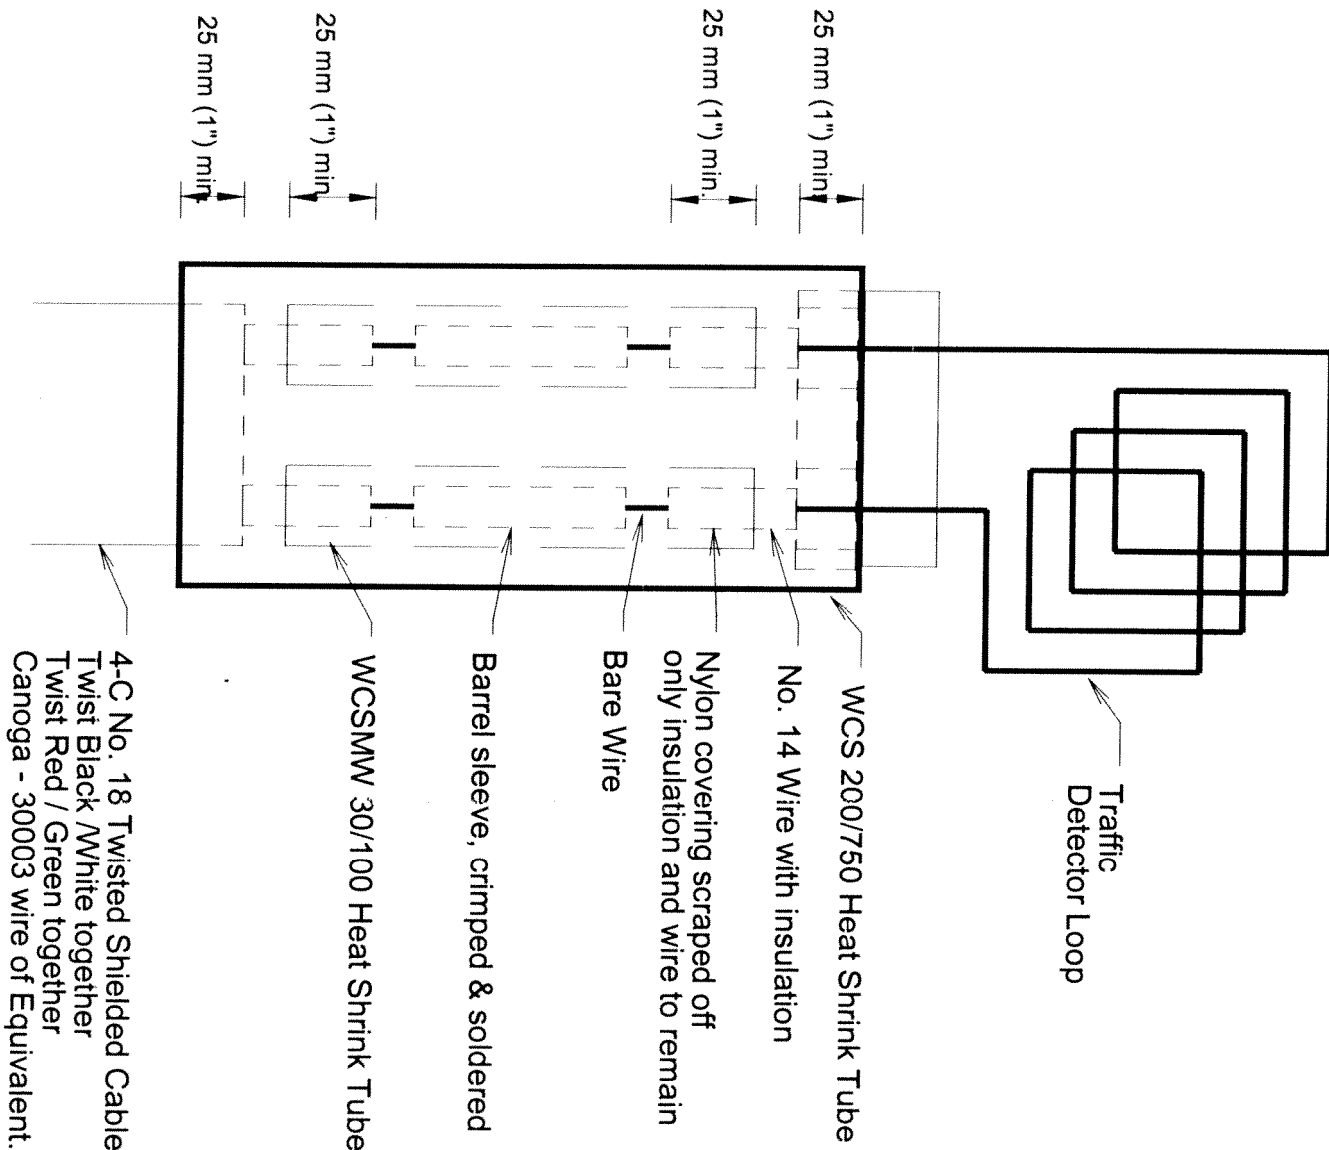 25 mm (1") min.
25 mm (1") min.
25 mm (1") min.
25 mm (1") min.
Traffic
Detector Loop
WCS 200/750 Heat Shrink Tube
No. 14 Wire with insulation
Nylon covering scraped off
only insulation and wire to remain
Bare Wire
Barrel sleeve, crimped & soldered
WCSMW 30/100 Heat Shrink Tube
4-C No. 18 Twisted Shielded Cable
Twist Black /White together
Twist Red / Green together
Canoga - 30003 wire of Equivalent.